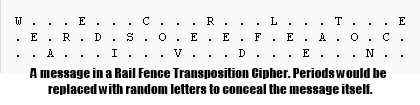 W . . . E . . . C . . . R . . . L . . . T . . . E
. E . R . D . S . O . E . E . F . E . A . O . C .
. . A . . . I . . . V . . . D . . . E . . . N . .
A message in a Rail Fence Transposition Cipher. Periods would be
replaced with random letters to conceal the message itself.